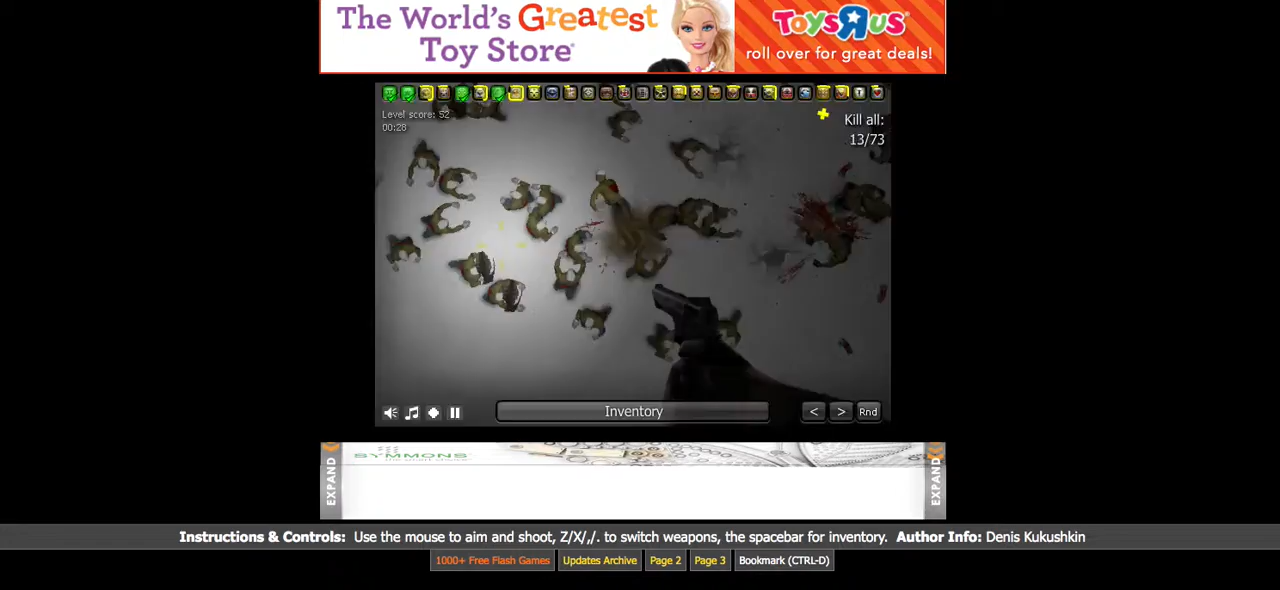 The World's Greatest
Toy Store
TOYS R US
roll over for great deals!
Level score: 52
00:28
Kill all:
13/73
Inventory
<
>
Rnd
EXPAND
SYMMONS
EXPAND
Instructions & Controls: Use the mouse to aim and shoot, Z/X/,/. to switch weapons, the spacebar for inventory. Author Info: Denis Kukushkin
1000+ Free Flash Games
Updates Archive
Page 2
Page 3
Bookmark (CTRL-D)